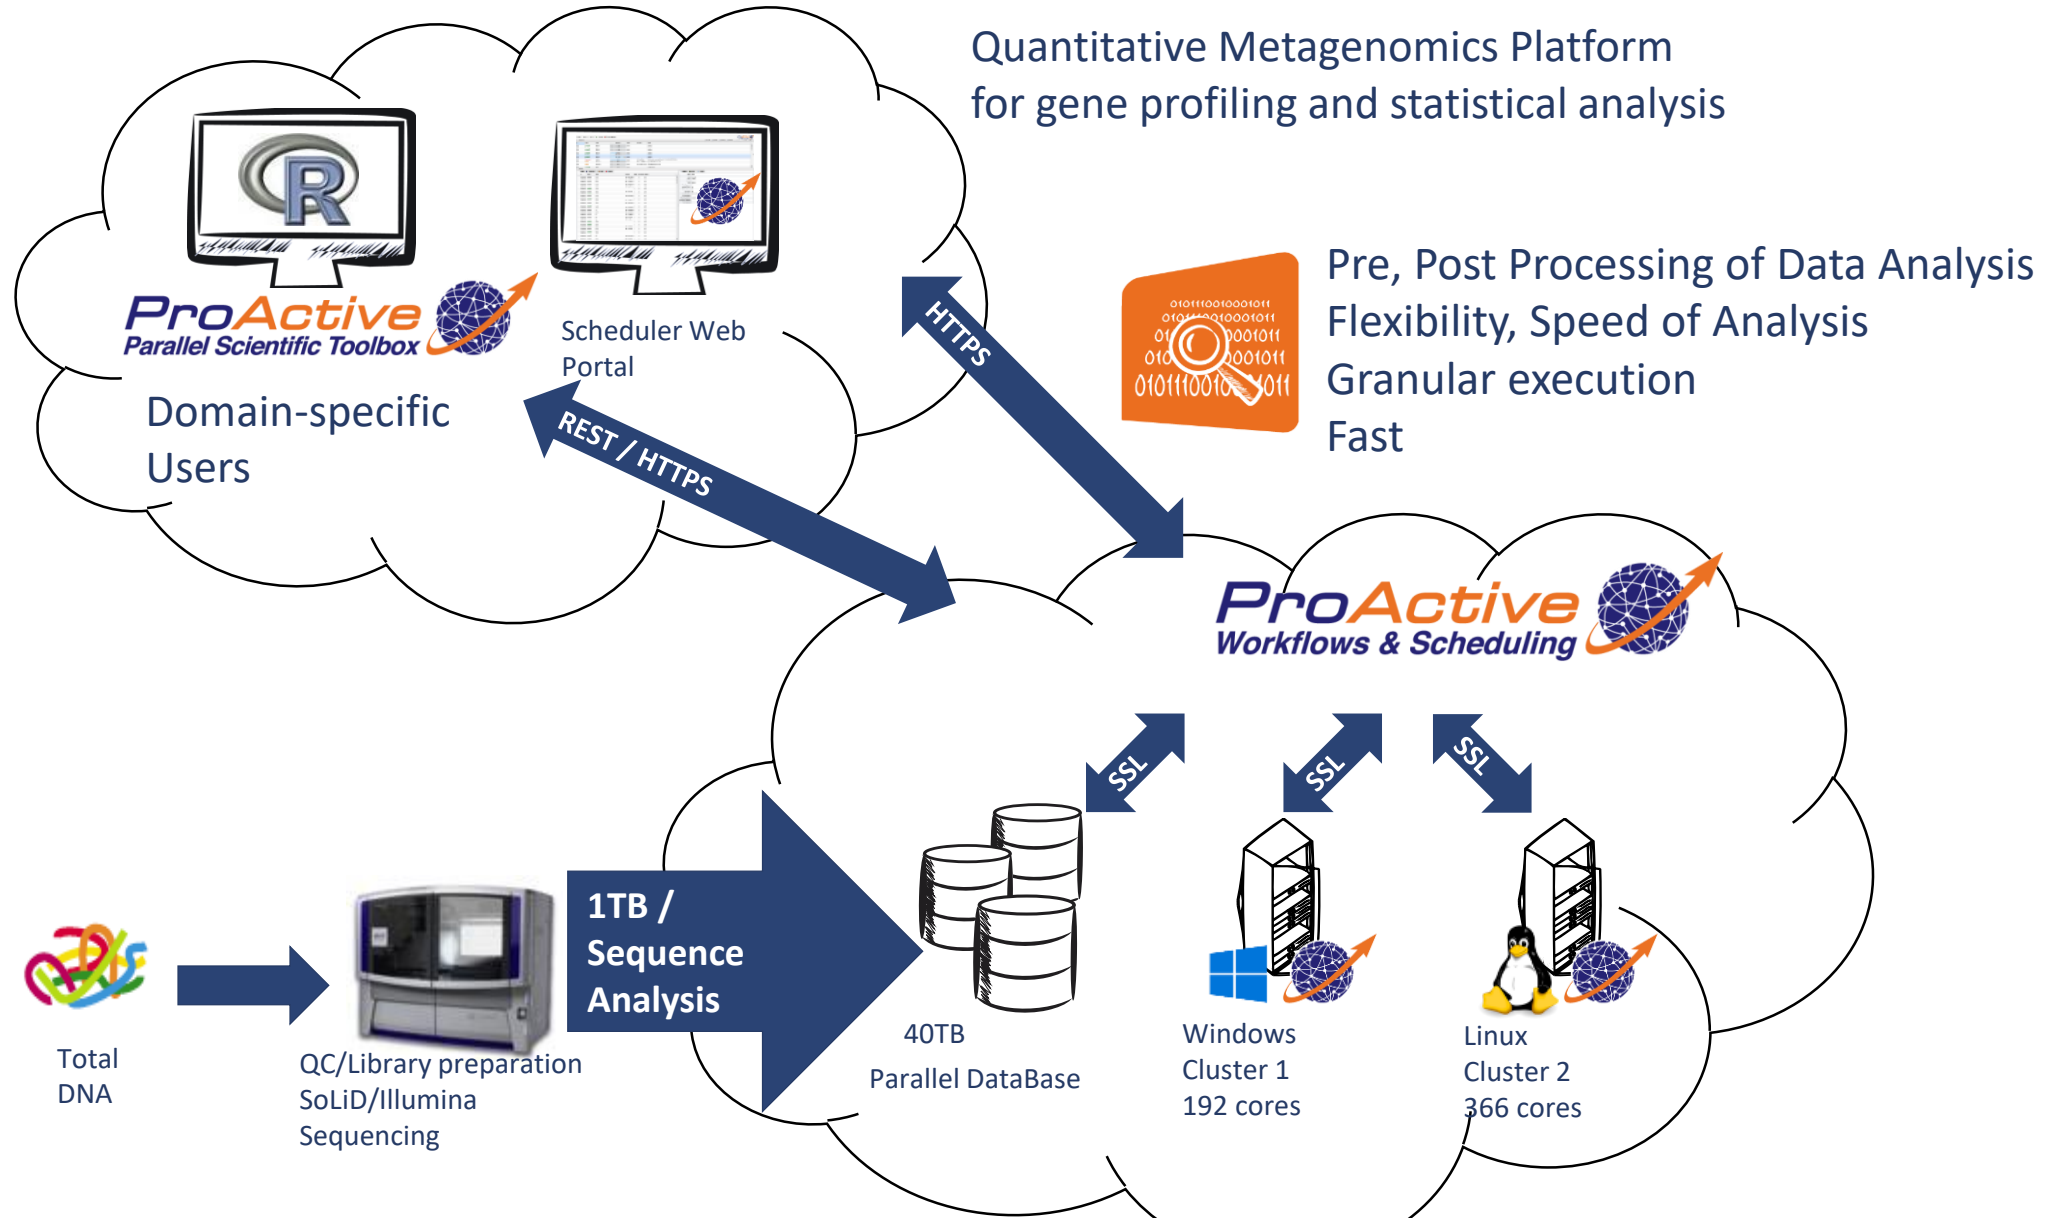 Quantitative Metagenomics Platform
for gene profiling and statistical analysis
R
ProActive
Parallel Scientific Toolbox
Scheduler Web
Portal
Domain-specific
Users
HTTPS
REST / HTTPS
0101110010001011
Pre, Post Processing of Data Analysis
Flexibility, Speed of Analysis
Granular execution
Fast
ProActive
Workflows & Scheduling
SSL
SSL
SSL
1TB /
Sequence
Analysis
Total
DNA
QC/Library preparation
SoLiD/Illumina
Sequencing
40TB
Parallel DataBase
Windows
Cluster 1
192 cores
Linux
Cluster 2
366 cores